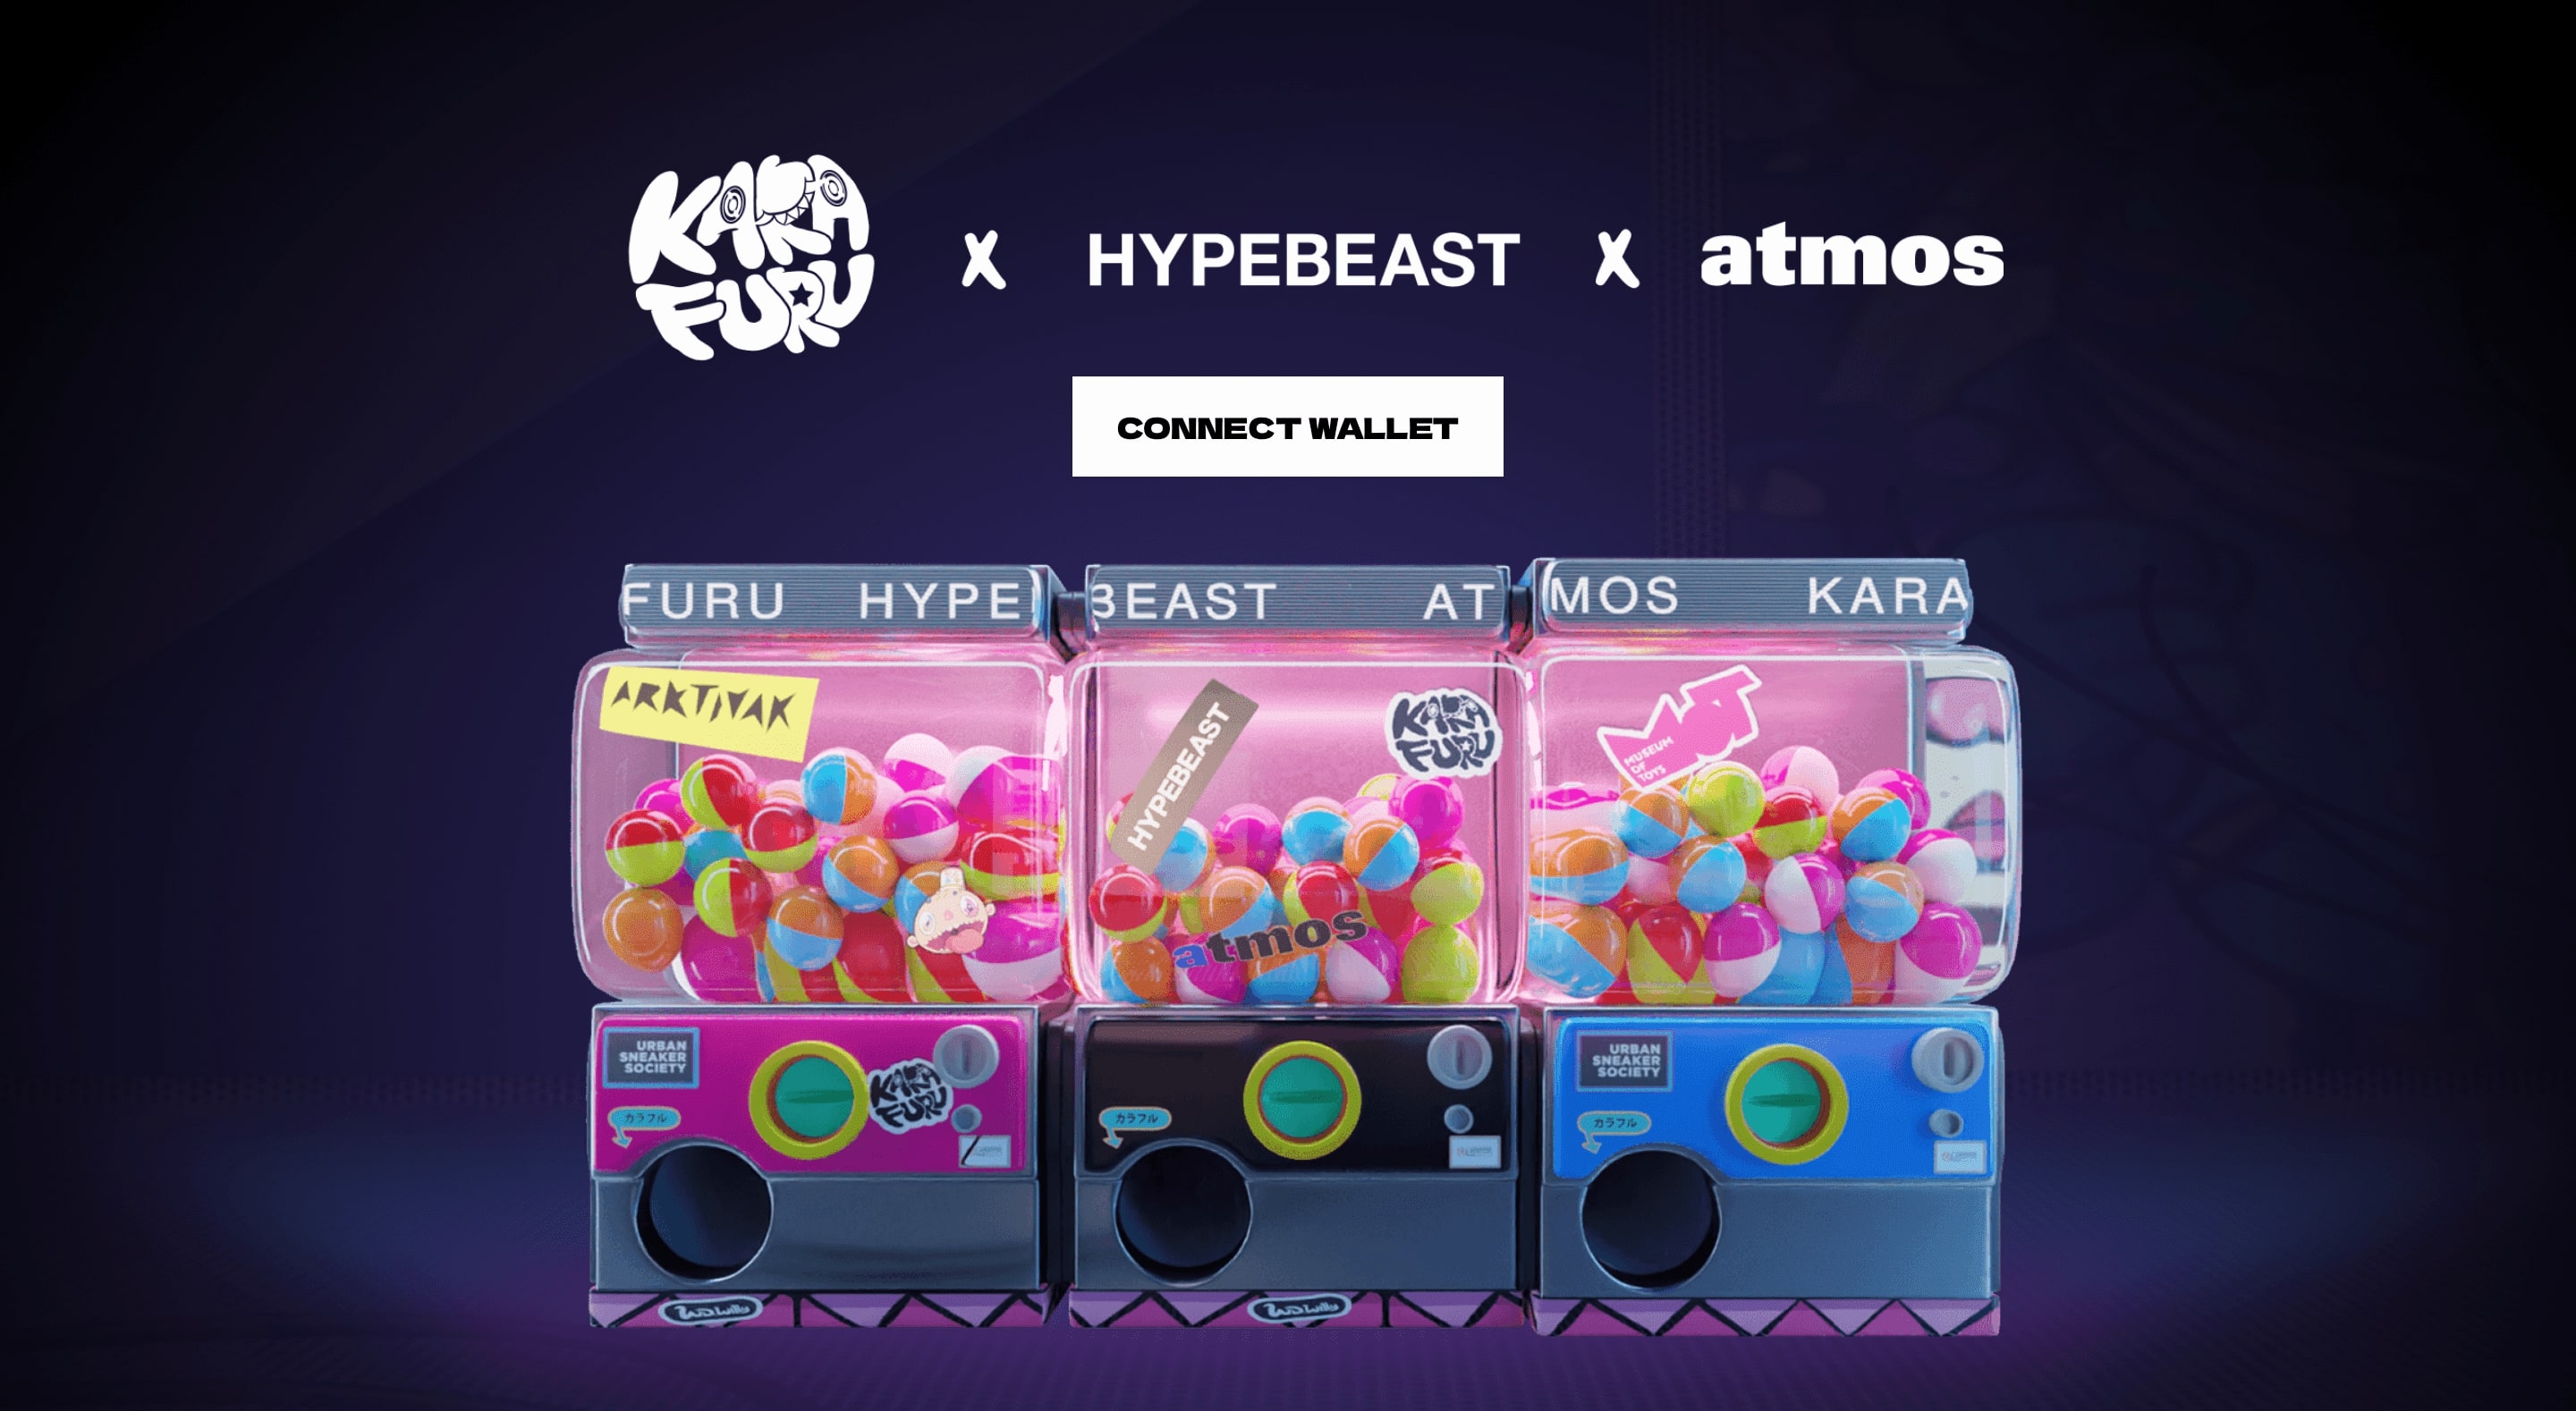 KARA FURU X HYPEBEAST X atmos
CONNECT WALLET
FURU HYPE BEAST AT MOS KARA
ARKTIVAK
HYPEBEAST
KARA
FURU
MUSEUM
OF
TOYS
atmos
URBAN
SNEAKER
SOCIETY
カラフル
KARA
FURU
カラフル
URBAN
SNEAKER
SOCIETY
カラフル